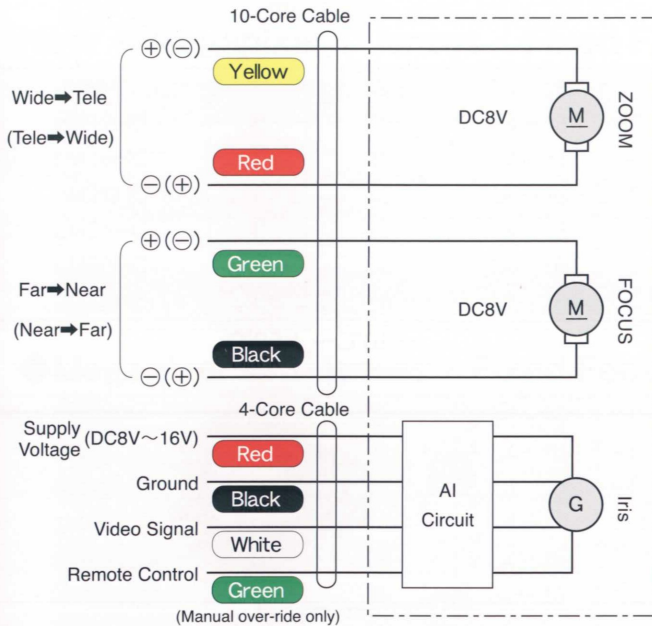 10-Core Cable
⊕(⊖)
Yellow
Wide➡Tele
(Tele➡Wide)
DC8V
M
ZOOM
Red
⊖(⊕)
⊕(⊖)
Green
Far➡Near
(Near➡Far)
DC8V
M
FOCUS
Black
⊖(⊕)
4-Core Cable
Supply
Voltage (DC8V～16V)
Red
Ground
Black
AI
Circuit
G
Iris
Video Signal
White
Remote Control
Green
(Manual over-ride only)